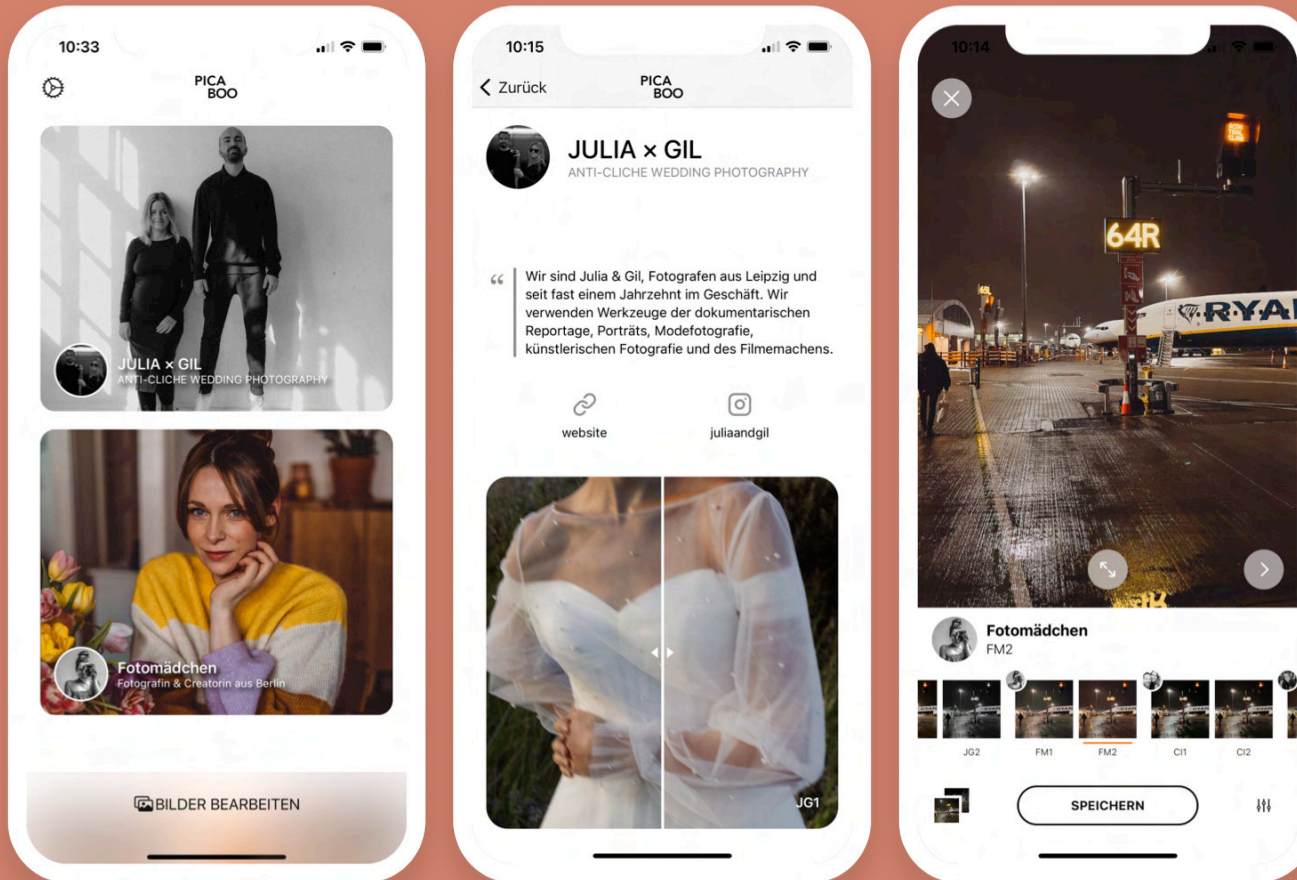 10:33
PICA
BOO
JULIA × GIL
ANTI-CLICHE WEDDING PHOTOGRAPHY
Fotomädchen
Fotografin & Creatorin aus Berlin
BILDER BEARBEITEN
10:15
Zurück
PICA
BOO
JULIA × GIL
ANTI-CLICHE WEDDING PHOTOGRAPHY
“
Wir sind Julia & Gil, Fotografen aus Leipzig und
seit fast einem Jahrzehnt im Geschäft. Wir
verwenden Werkzeuge der dokumentarischen
Reportage, Porträts, Modefotografie,
künstlerischen Fotografie und des Filmemachens.
website
juliaandgil
JG1
10:14
64R
RYAN
Fotomädchen
FM2
JG2
FM1
FM2
CI1
CI2
SPEICHERN